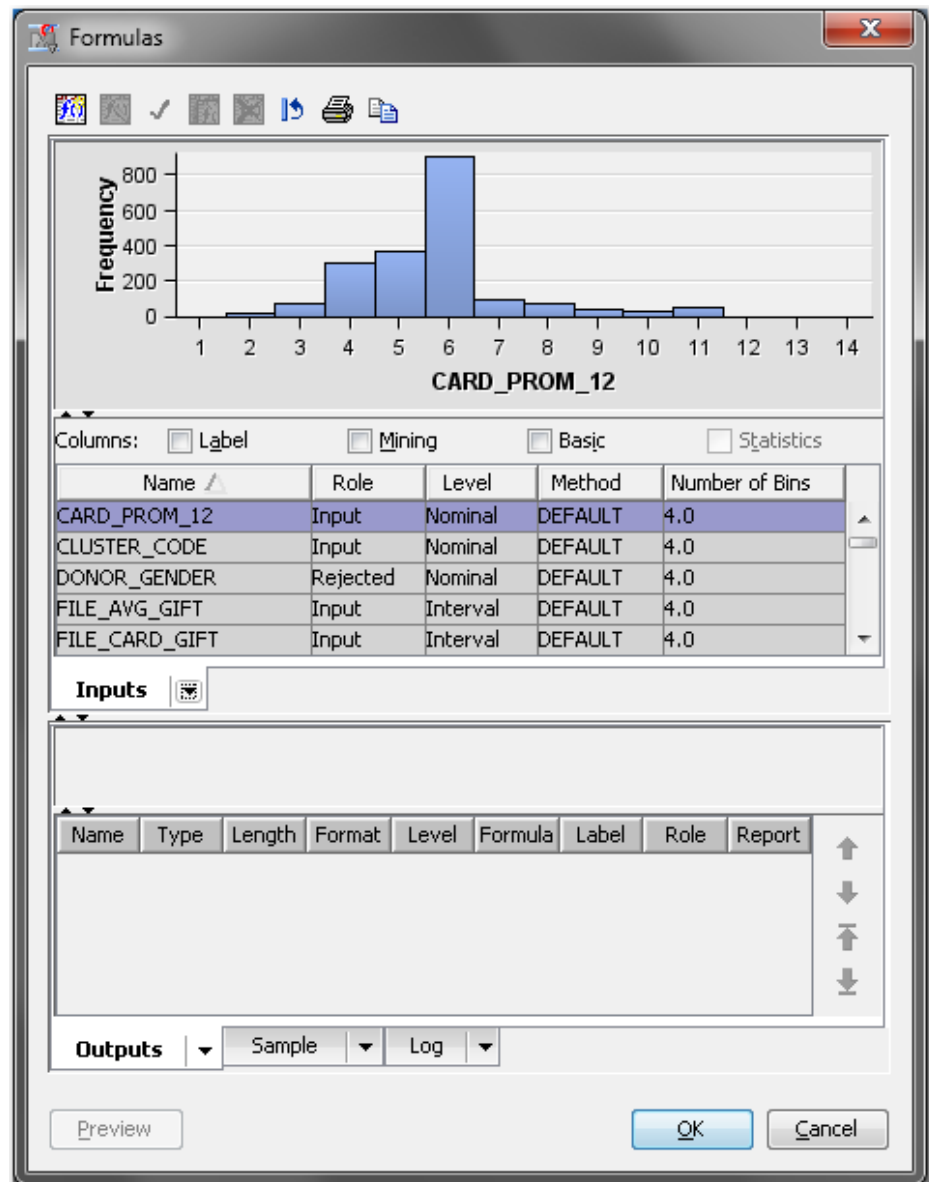 Formulas
800
600
400
200
0
Frequency
1 2 3 4 5 6 7 8 9 10 11 12 13 14
CARD_PROM_12
Columns: Label Mining Basic Statistics
Name Role Level Method Number of Bins
CARD_PROM_12 Input Nominal DEFAULT 4.0
CLUSTER_CODE Input Nominal DEFAULT 4.0
DONOR_GENDER Rejected Nominal DEFAULT 4.0
FILE_AVG_GIFT Input Interval DEFAULT 4.0
FILE_CARD_GIFT Input Interval DEFAULT 4.0
Inputs
Name Type Length Format Level Formula Label Role Report
Outputs Sample Log
Preview OK Cancel